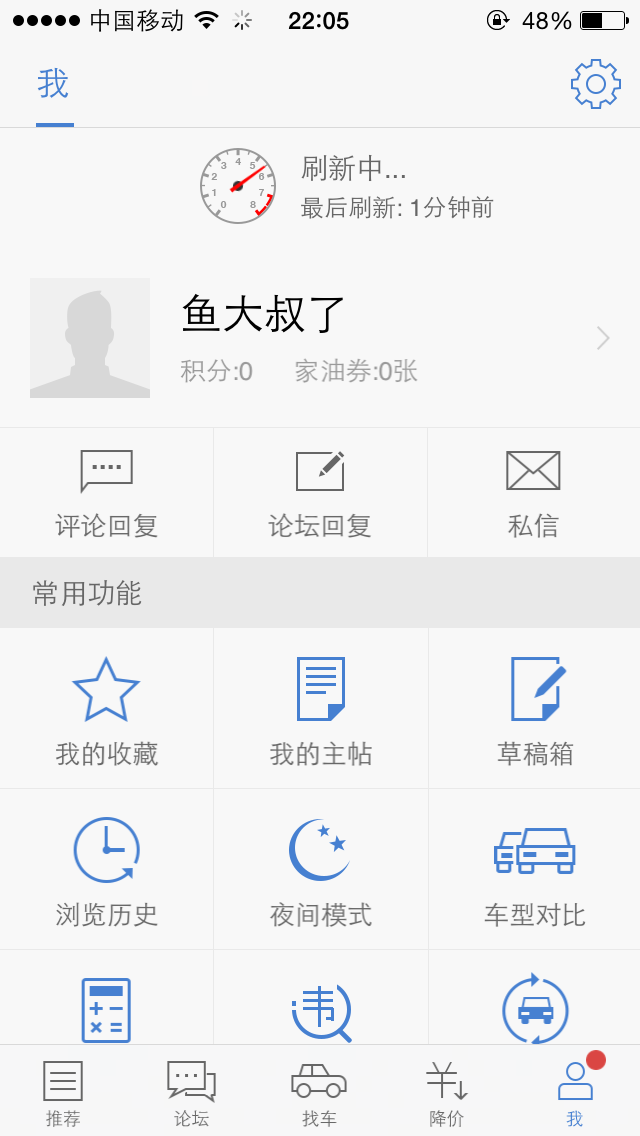 中国移动 22:05 48%
我
0 1 2 3 4 5 6 7 8
刷新中...
最后刷新: 1分钟前
鱼大叔了
积分:0 家油券:0张
评论回复 论坛回复 私信
常用功能
我的收藏 我的主帖 草稿箱
浏览历史 夜间模式 车型对比
推荐 论坛 找车 降价 我